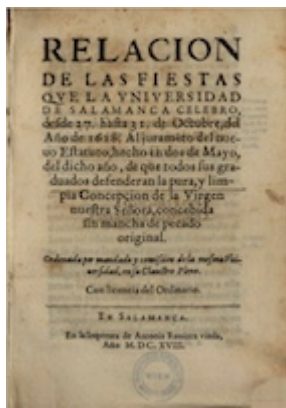 RELACION
DE LAS FIESTAS
QVE LA VNIVERSIDAD
DE SALAMANCA CELEBRO,
desde 27. hasta 31. de Octubre, del
Año de 1618. Al juramẽto del nue-
uo Estatuto, hecho en dos de Mayo,
del dicho año, de que todos sus gra-
duados defenderan la pura, y lim-
pia Concepcion de la Virgen
nuestra Señora, concebida
sin mancha de pecado
original.
Ordenada por mandado y comission de la mesma Vni-
uersidad, en su Claustro Pleno.
Con licencia del Ordinario.
EN SALAMANCA.
En la Imprenta de Antonia Ramirez viuda,
Año M.DC.XVIII.